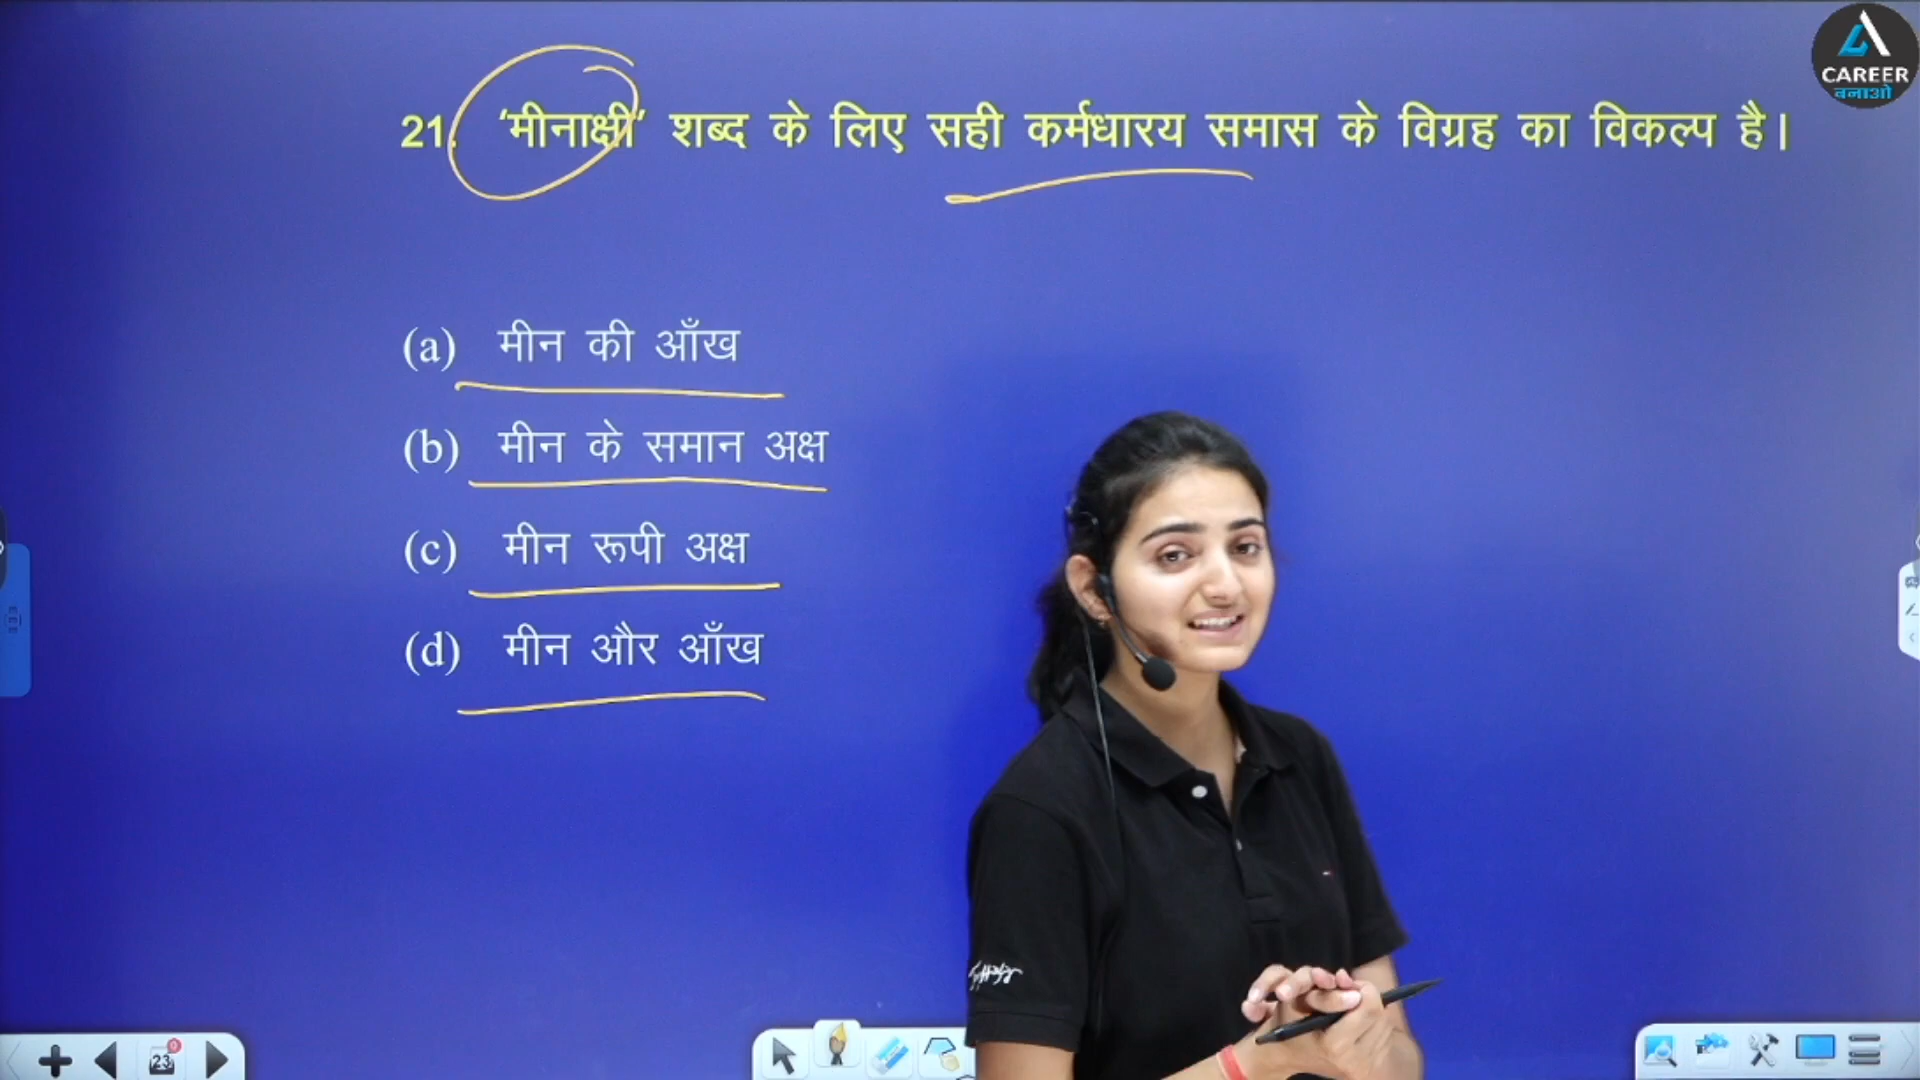 CAREER
बनाओ
21. ‘मीनाक्षी’ शब्द के लिए सही कर्मधारय समास के विग्रह का विकल्प है।
(a) मीन की आँख
(b) मीन के समान अक्ष
(c) मीन रूपी अक्ष
(d) मीन और आँख
23